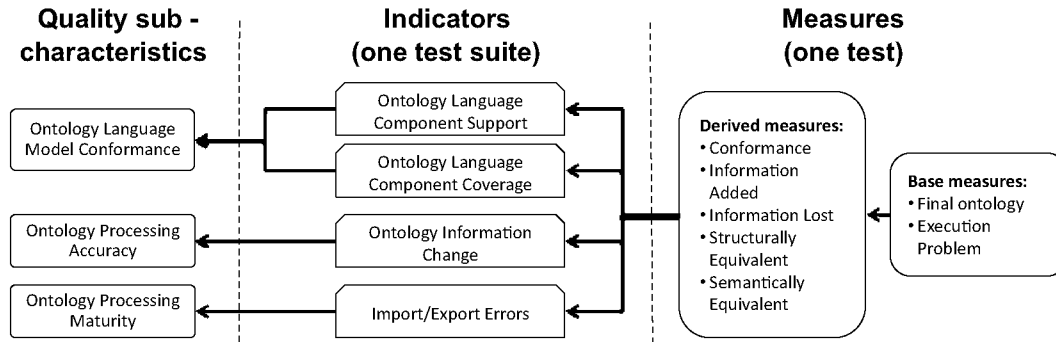 Quality sub -
characteristics
Indicators
(one test suite)
Measures
(one test)
Ontology Language
Model Conformance
Ontology Processing
Accuracy
Ontology Processing
Maturity
Ontology Language
Component Support
Ontology Language
Component Coverage
Ontology Information
Change
Import/Export Errors
Derived measures:
• Conformance
• Information
Added
• Information Lost
• Structurally
Equivalent
• Semantically
Equivalent
Base measures:
• Final ontology
• Execution
Problem